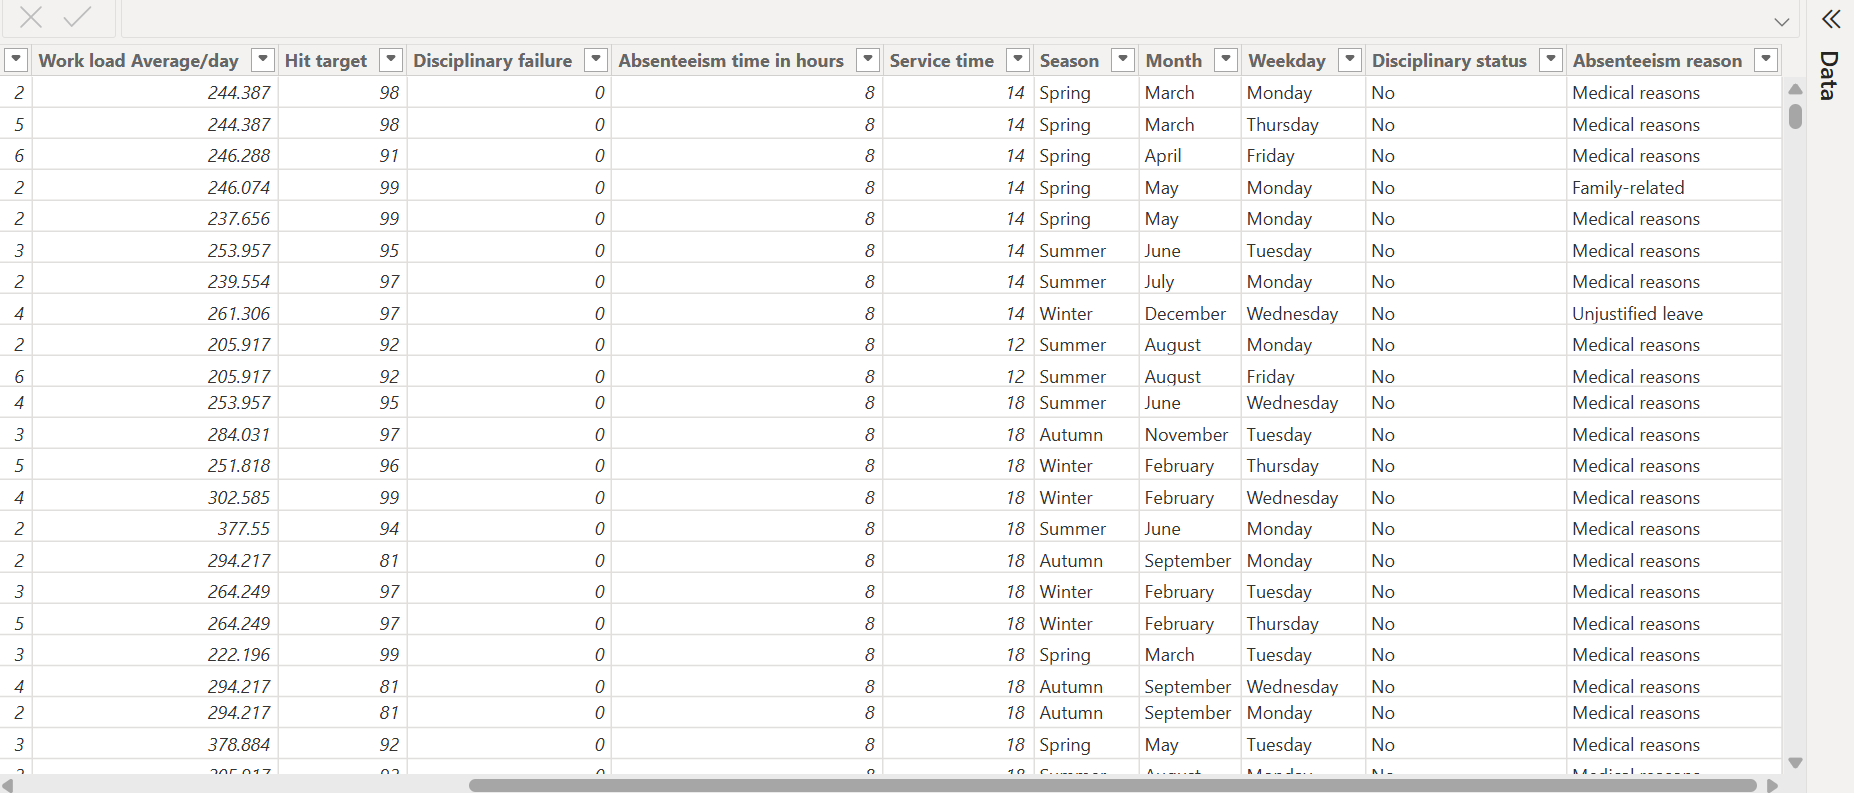 Work load Average/day Hit target Disciplinary failure Absenteeism time in hours Service time Season Month Weekday Disciplinary status Absenteeism reason
Data
2 244.387 98 0 8 14 Spring March Monday No Medical reasons
5 244.387 98 0 8 14 Spring March Thursday No Medical reasons
6 246.288 91 0 8 14 Spring April Friday No Medical reasons
2 246.074 99 0 8 14 Spring May Monday No Family-related
2 237.656 99 0 8 14 Spring May Monday No Medical reasons
3 253.957 95 0 8 14 Summer June Tuesday No Medical reasons
2 239.554 97 0 8 14 Summer July Monday No Medical reasons
4 261.306 97 0 8 14 Winter December Wednesday No Unjustified leave
2 205.917 92 0 8 12 Summer August Monday No Medical reasons
6 205.917 92 0 8 12 Summer August Friday No Medical reasons
4 253.957 95 0 8 18 Summer June Wednesday No Medical reasons
3 284.031 97 0 8 18 Autumn November Tuesday No Medical reasons
5 251.818 96 0 8 18 Winter February Thursday No Medical reasons
4 302.585 99 0 8 18 Winter February Wednesday No Medical reasons
2 377.55 94 0 8 18 Summer June Monday No Medical reasons
2 294.217 81 0 8 18 Autumn September Monday No Medical reasons
3 264.249 97 0 8 18 Winter February Tuesday No Medical reasons
5 264.249 97 0 8 18 Winter February Thursday No Medical reasons
3 222.196 99 0 8 18 Spring March Tuesday No Medical reasons
4 294.217 81 0 8 18 Autumn September Wednesday No Medical reasons
2 294.217 81 0 8 18 Autumn September Monday No Medical reasons
3 378.884 92 0 8 18 Spring May Tuesday No Medical reasons